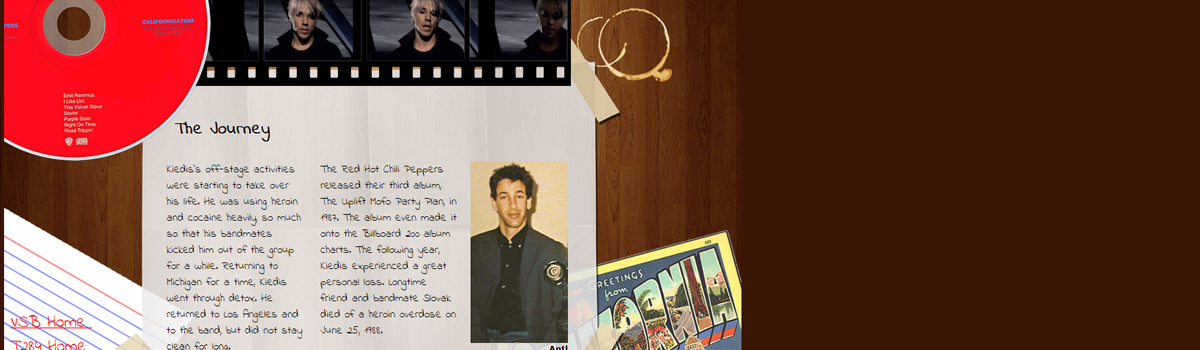 PERS
CALIFORNICATION
Emit Remmus
I Like Dirt
This Velvet Glove
Savior
Purple Stain
Right On Time
Road Trippin'
The Journey
Kiedis's off-stage activities
were starting to take over
his life. He was using heroin
and cocaine heavily, so much
so that his bandmates
kicked him out of the group
for a while. Returning to
Michigan for a time, Kiedis
went through detox. He
returned to Los Angeles and
to the band, but did not stay
clean for long.
The Red Hot Chili Peppers
released their third album,
The Uplift Mofo Party Plan, in
1987. The album even made it
onto the Billboard 200 album
charts. The following year,
Kiedis experienced a great
personal loss. Longtime
friend and bandmate Slovak
died of a heroin overdose on
June 25, 1988.
Anth
GREETINGS
from
VSB Home
T284 Home